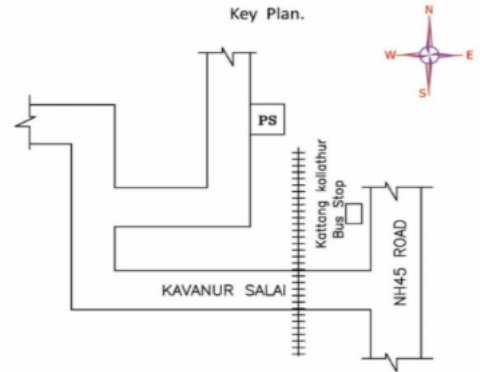 Key Plan.
N
W
E
S
PS
Kattang kollathur
Bus Stop
KAVANUR SALAI
NH45 ROAD